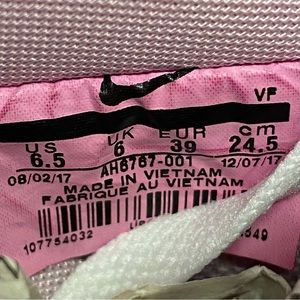 VF
US UK EUR cm
6.5 6 39 24.5
08/02/17 AH6767-001 12/07/17
MADE IN VIETNAM
FABRIQUE AU VIETNAM
107754032